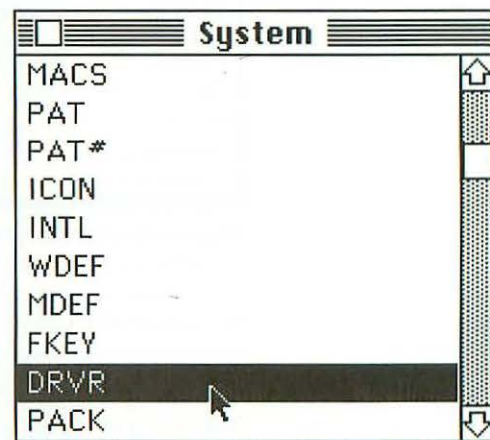 System
MACS
PAT
PAT#
ICON
INTL
WDEF
MDEF
FKEY
DRVR
PACK